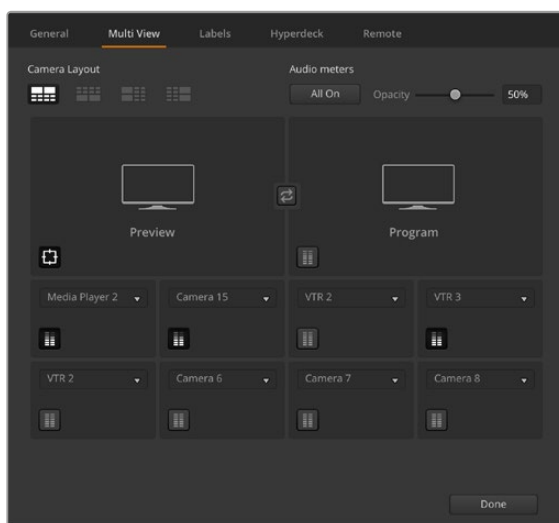 General Multi View Labels Hyperdeck Remote
Camera Layout Audio meters
All On Opacity 50%
Preview Program
Media Player 2 Camera 15 VTR 2 VTR 3
VTR 2 Camera 6 Camera 7 Camera 8
Done